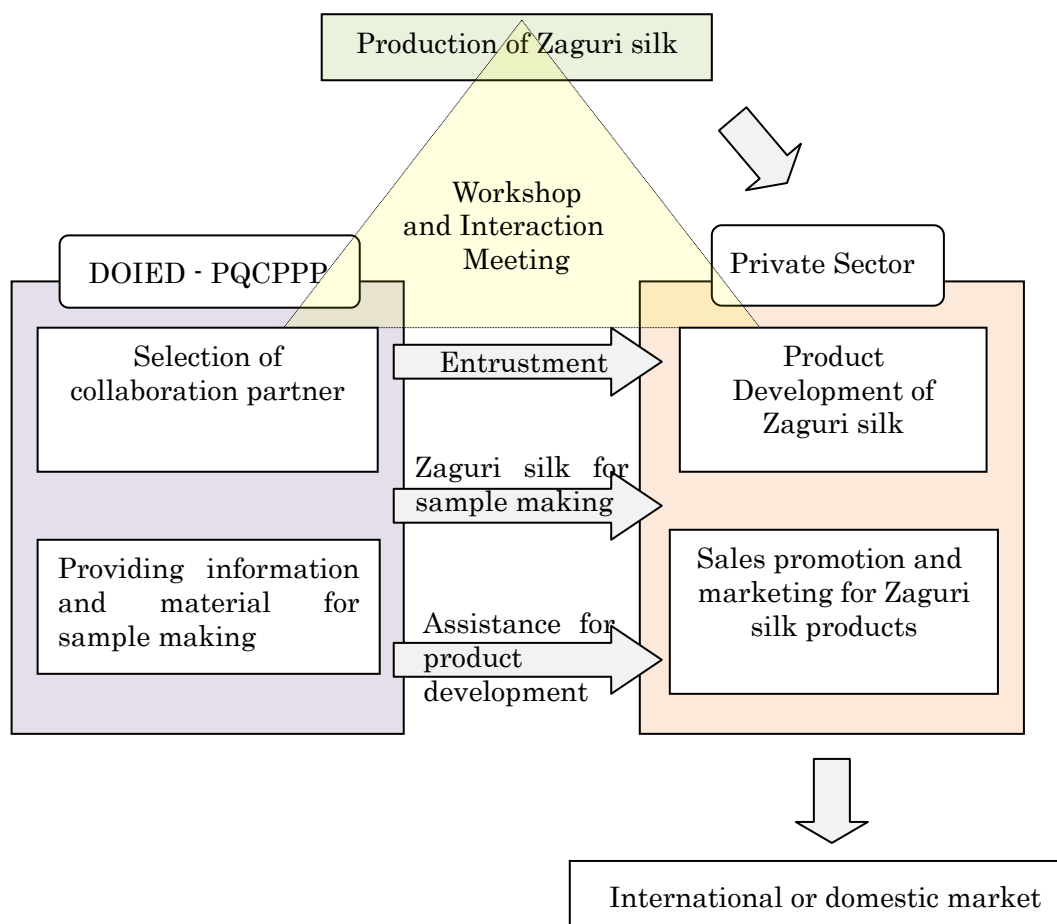 Production of Zaguri silk
Workshop
and Interaction
Meeting
DOIED - PQCPPP
Private Sector
Selection of
collaboration partner
Entrustment
Product
Development of
Zaguri silk
Zaguri silk for
sample making
Providing information
and material for
sample making
Sales promotion and
marketing for Zaguri
silk products
Assistance for
product
development
International or domestic market